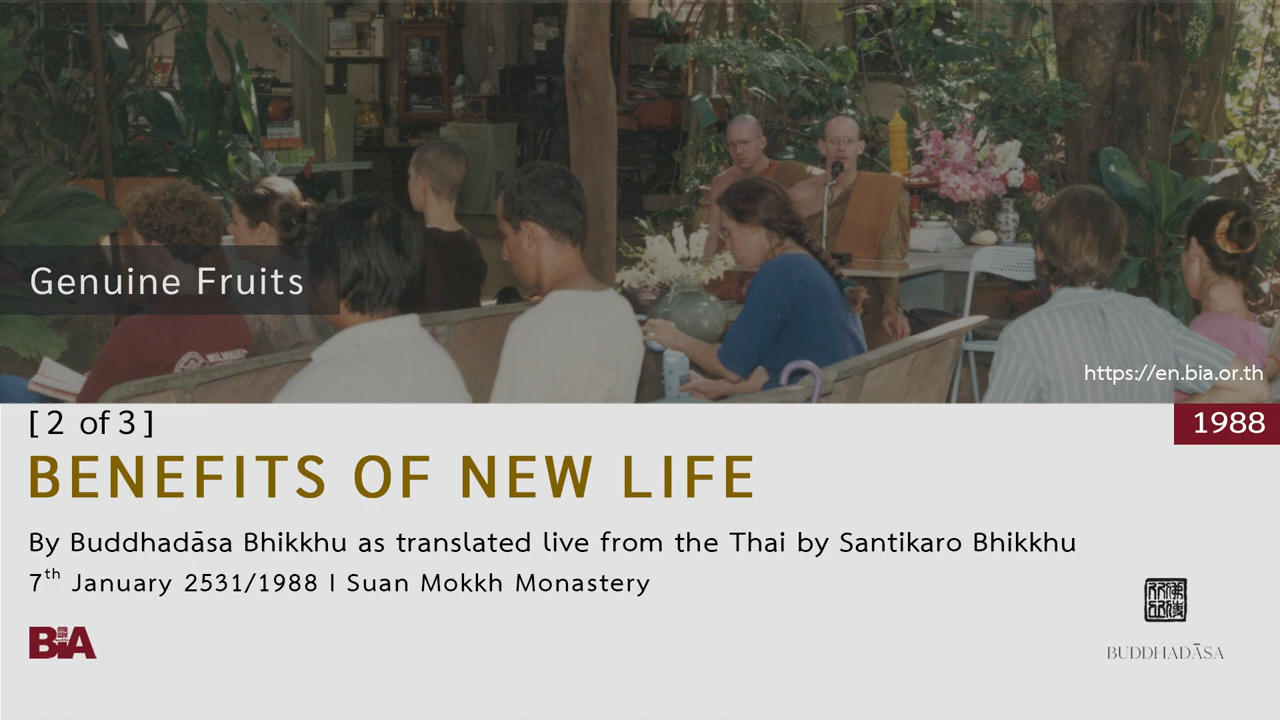 Genuine Fruits
WILWAU
https://en.bia.or.th
[ 2 of 3 ]
1988
BENEFITS OF NEW LIFE
By Buddhadāsa Bhikkhu as translated live from the Thai by Santikaro Bhikkhu
7th January 2531/1988 | Suan Mokkh Monastery
BIA
BUDDHADĀSA